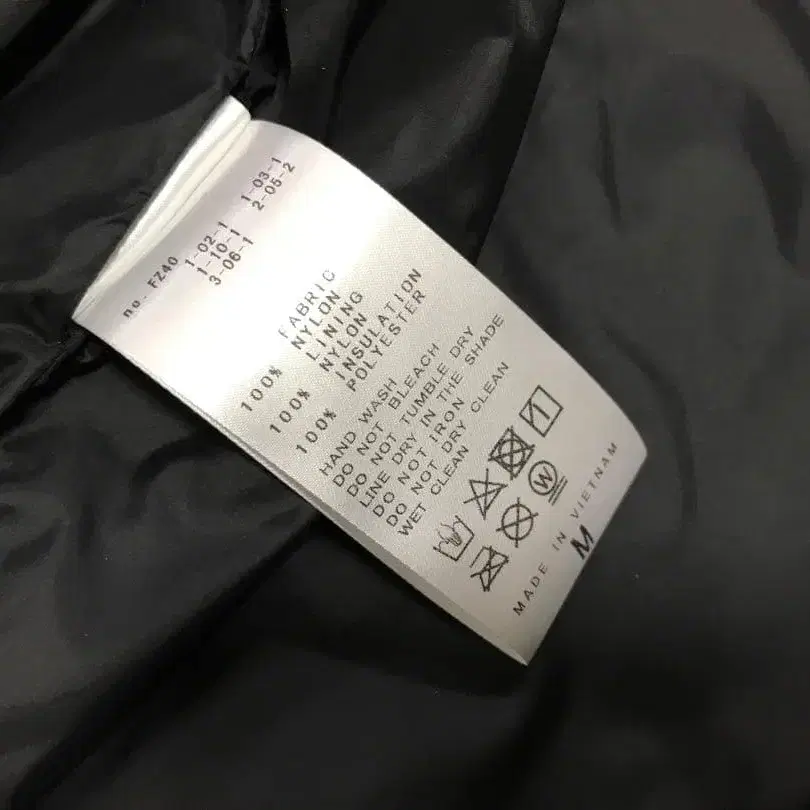 no. FZ40
1-02-1 1-03-1
1-10-1 2-05-2
3-06-1
FABRIC
100% NYLON
LINING
100% NYLON
INSULATION
100% POLYESTER
HAND WASH
DO NOT BLEACH
DO NOT TUMBLE DRY
LINE DRY IN THE SHADE
DO NOT IRON
DO NOT DRY CLEAN
WET CLEAN
W
MADE IN VIETNAM
M